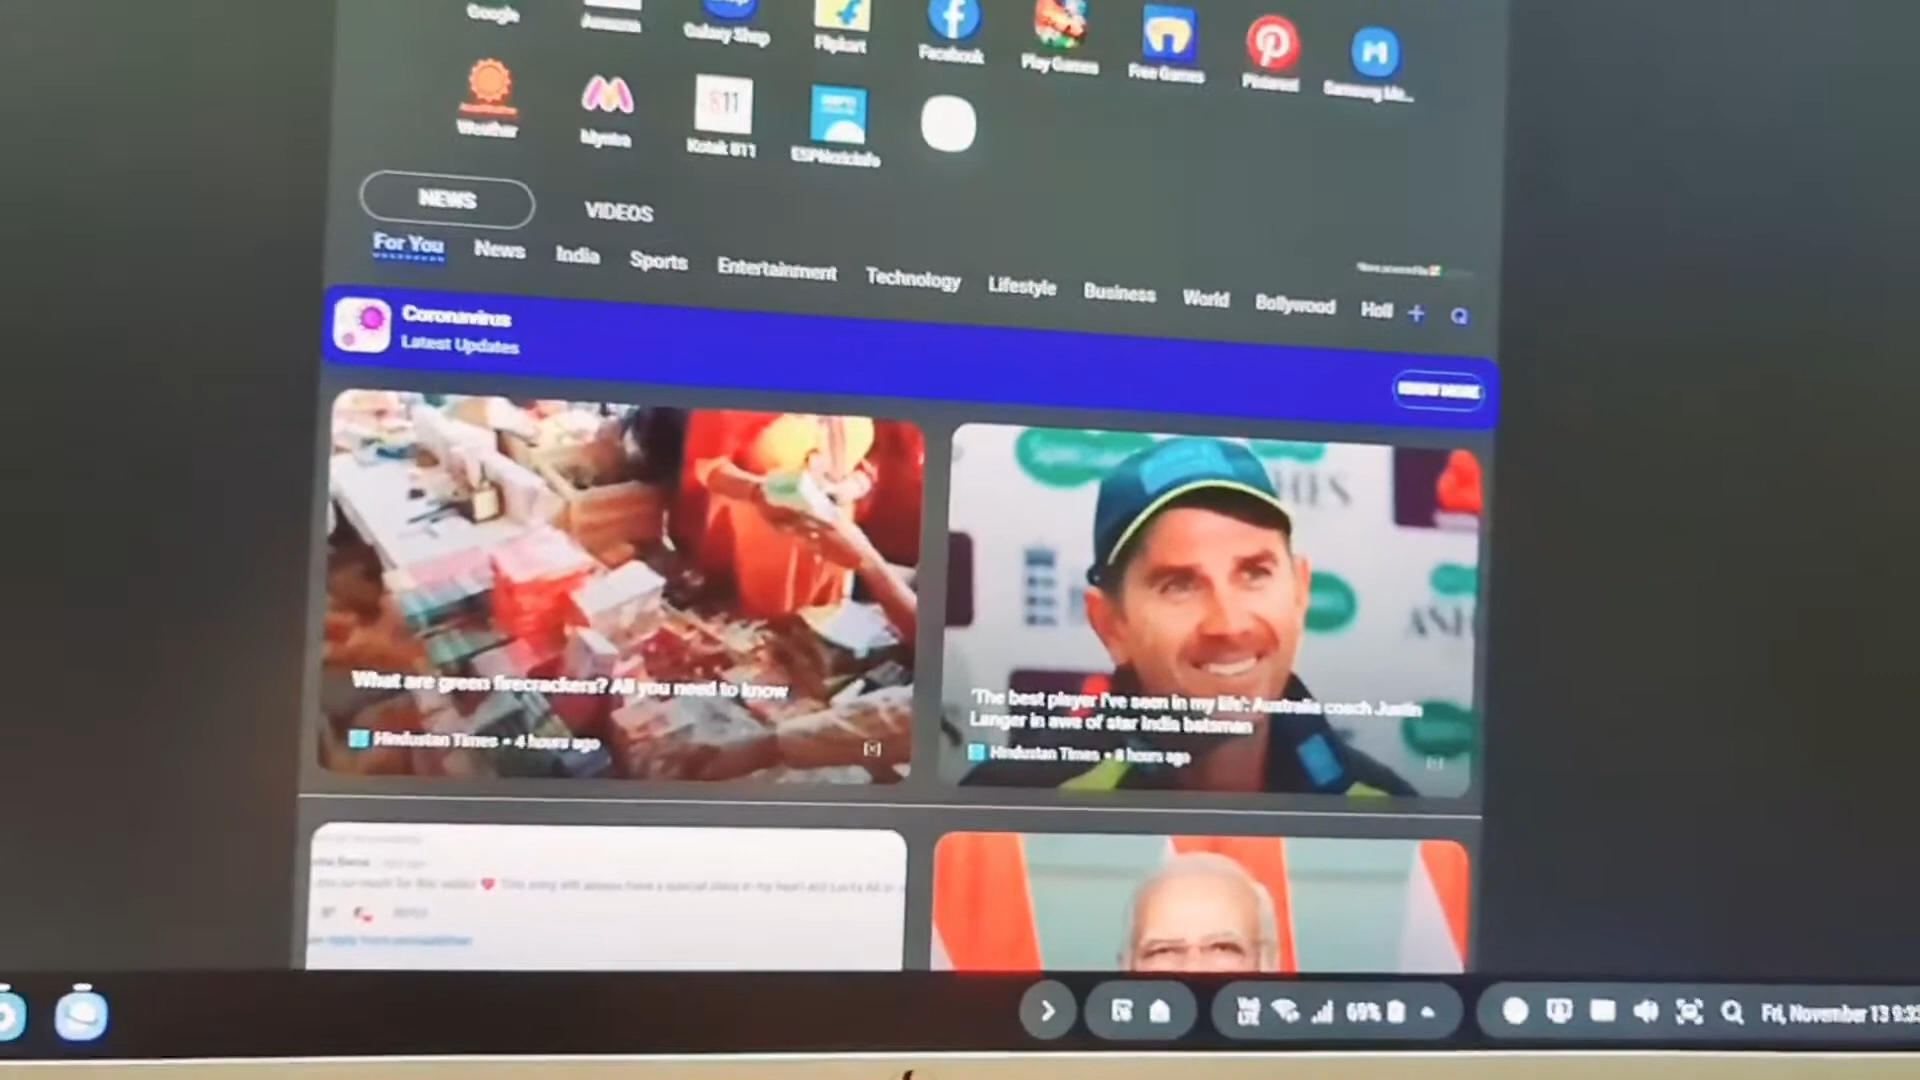 Google
Amazon
Galaxy Shop
Flipkart
Facebook
Play Games
Free Games
Pinterest
Samsung Me...
Weather
Myntra
811
Kotak 811
ESPNcricinfo
NEWS
VIDEOS
For You
News
India
Sports
Entertainment
Technology
Lifestyle
Business
World
Bollywood
Holl
Coronavirus
Latest Updates
KNOW MORE
What are green firecrackers? All you need to know
Hindustan Times • 4 hours ago
'The best player I've seen in my life': Australia coach Justin
Langer in awe of star India batsman
Hindustan Times • 8 hours ago
69%
Fri, November 13